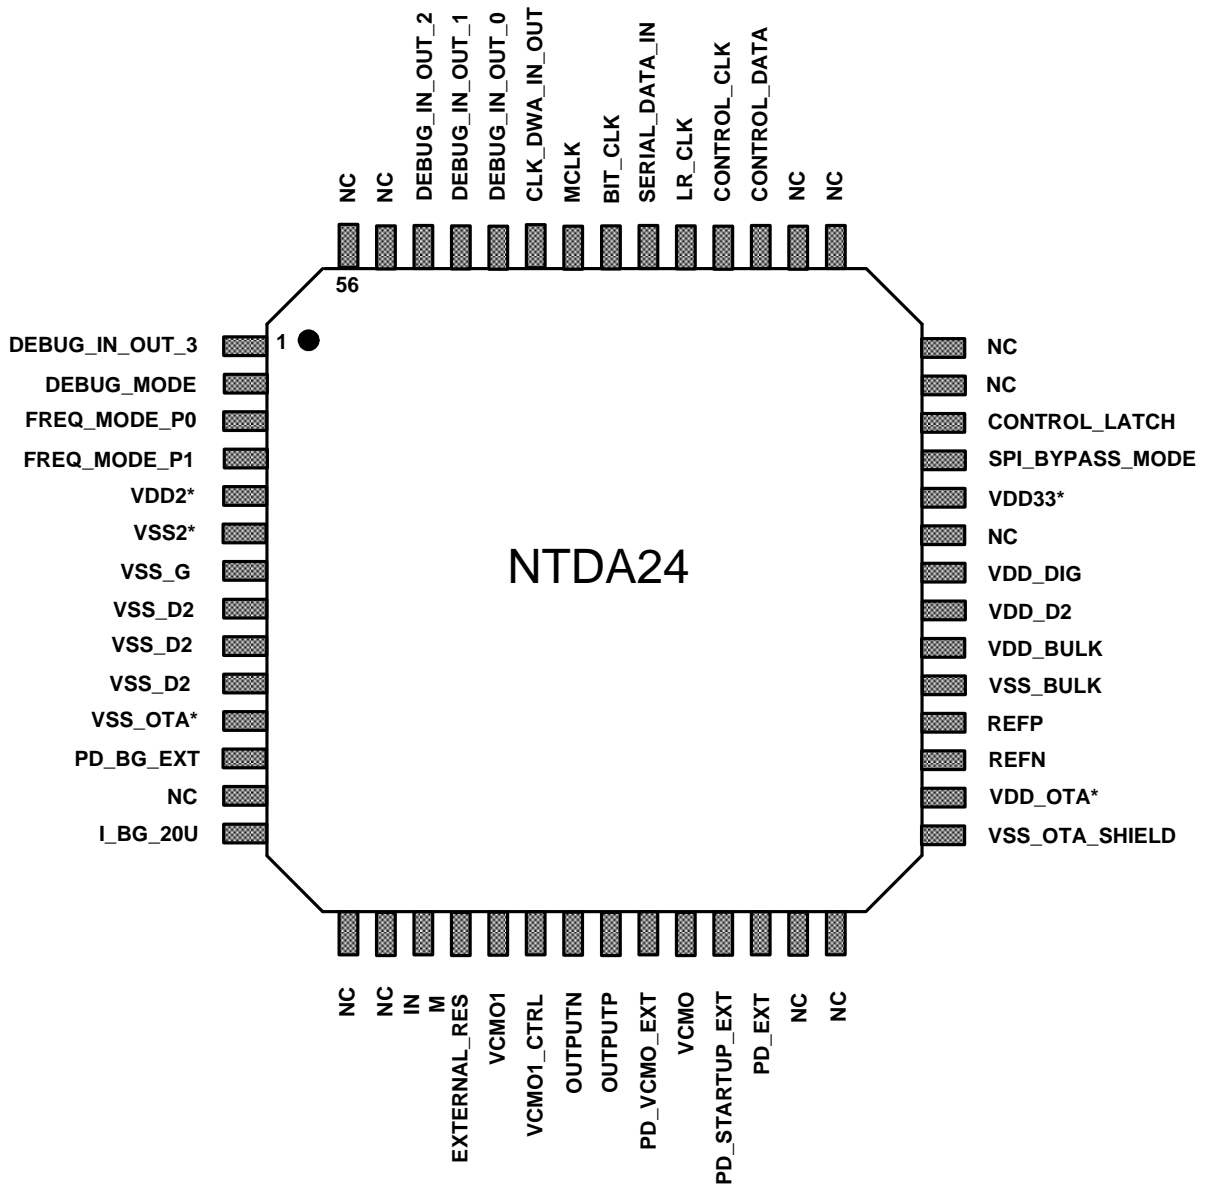 NC
NC
DEBUG_IN_OUT_2
DEBUG_IN_OUT_1
DEBUG_IN_OUT_0
CLK_DWA_IN_OUT
MCLK
BIT_CLK
SERIAL_DATA_IN
LR_CLK
CONTROL_CLK
CONTROL_DATA
NC
NC
56
1
DEBUG_IN_OUT_3
DEBUG_MODE
FREQ_MODE_P0
FREQ_MODE_P1
VDD2*
VSS2*
VSS_G
VSS_D2
VSS_D2
VSS_D2
VSS_OTA*
PD_BG_EXT
NC
I_BG_20U
NTDA24
NC
NC
CONTROL_LATCH
SPI_BYPASS_MODE
VDD33*
NC
VDD_DIG
VDD_D2
VDD_BULK
VSS_BULK
REFP
REFN
VDD_OTA*
VSS_OTA_SHIELD
NC
NC
IN
M
EXTERNAL_RES
VCMO1
VCMO1_CTRL
OUTPUTN
OUTPUTP
PD_VCMO_EXT
VCMO
PD_STARTUP_EXT
PD_EXT
NC
NC